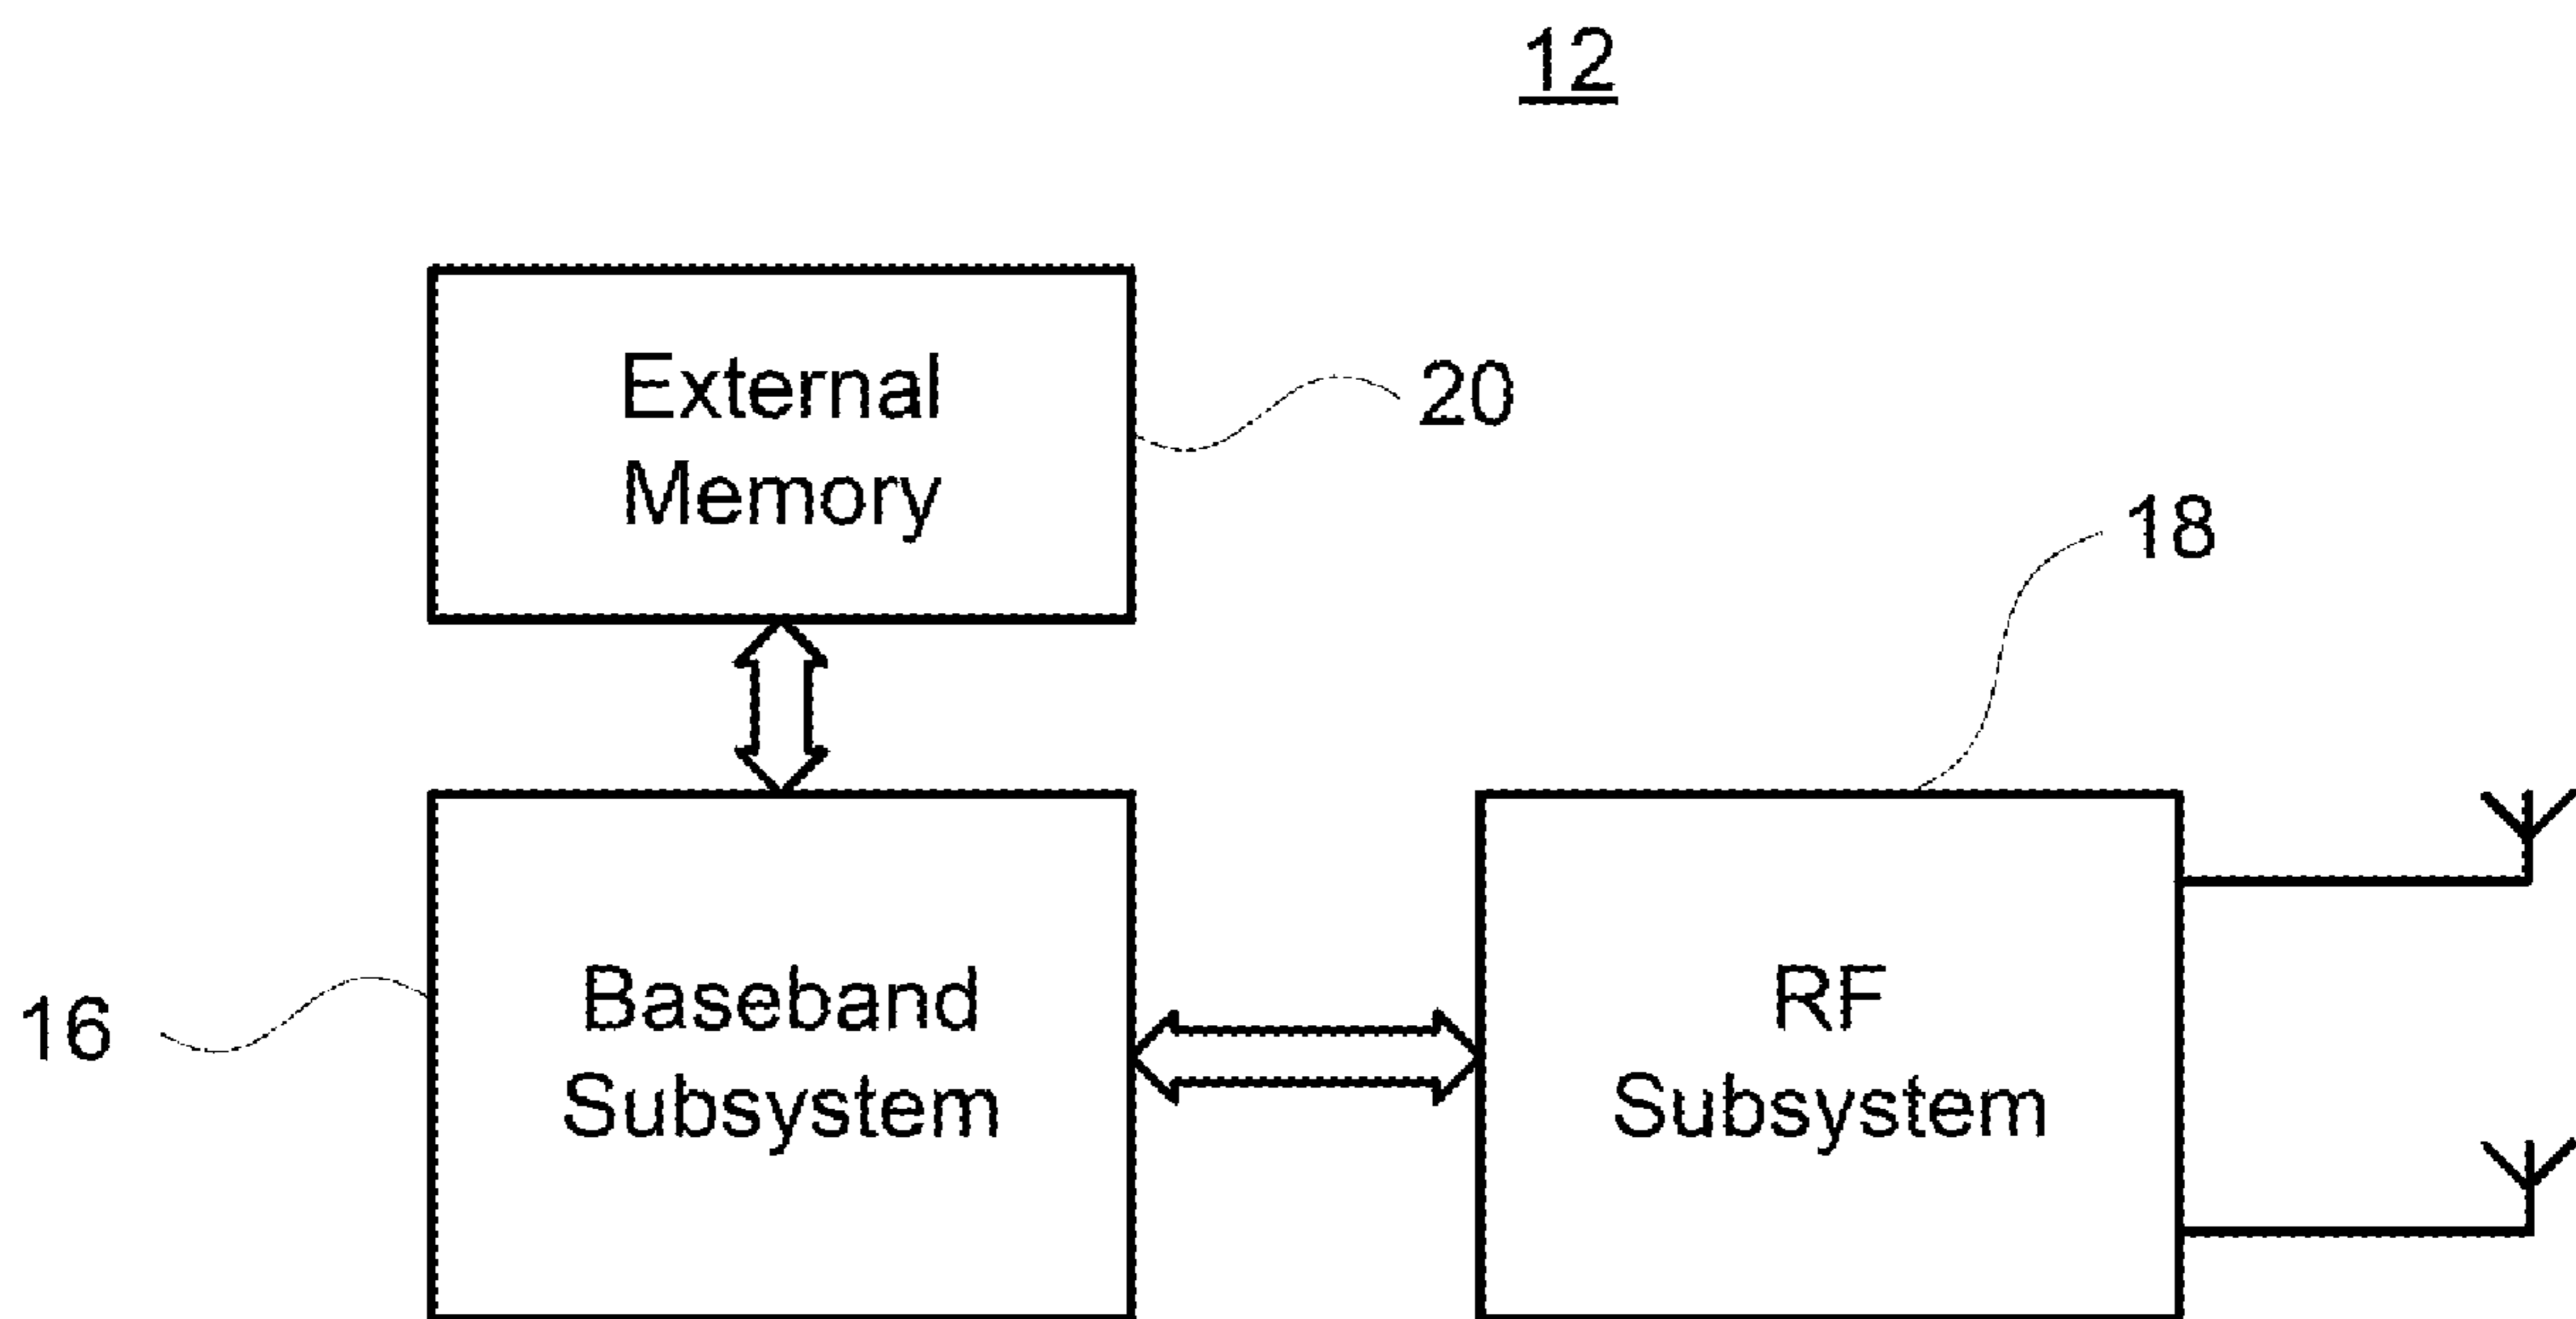 12
External
Memory
20
18
16
Baseband
Subsystem
RF
Subsystem